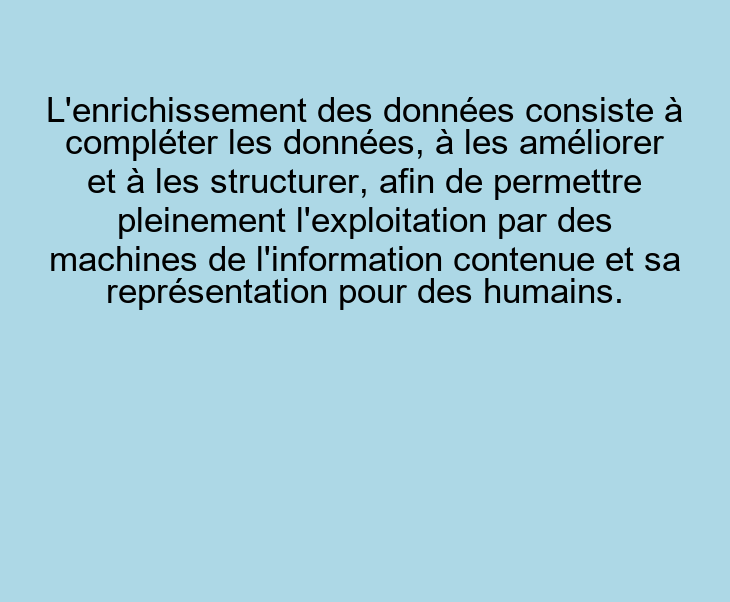 L'enrichissement des données consiste à
compléter les données, à les améliorer
et à les structurer, afin de permettre
pleinement l'exploitation par des
machines de l'information contenue et sa
représentation pour des humains.